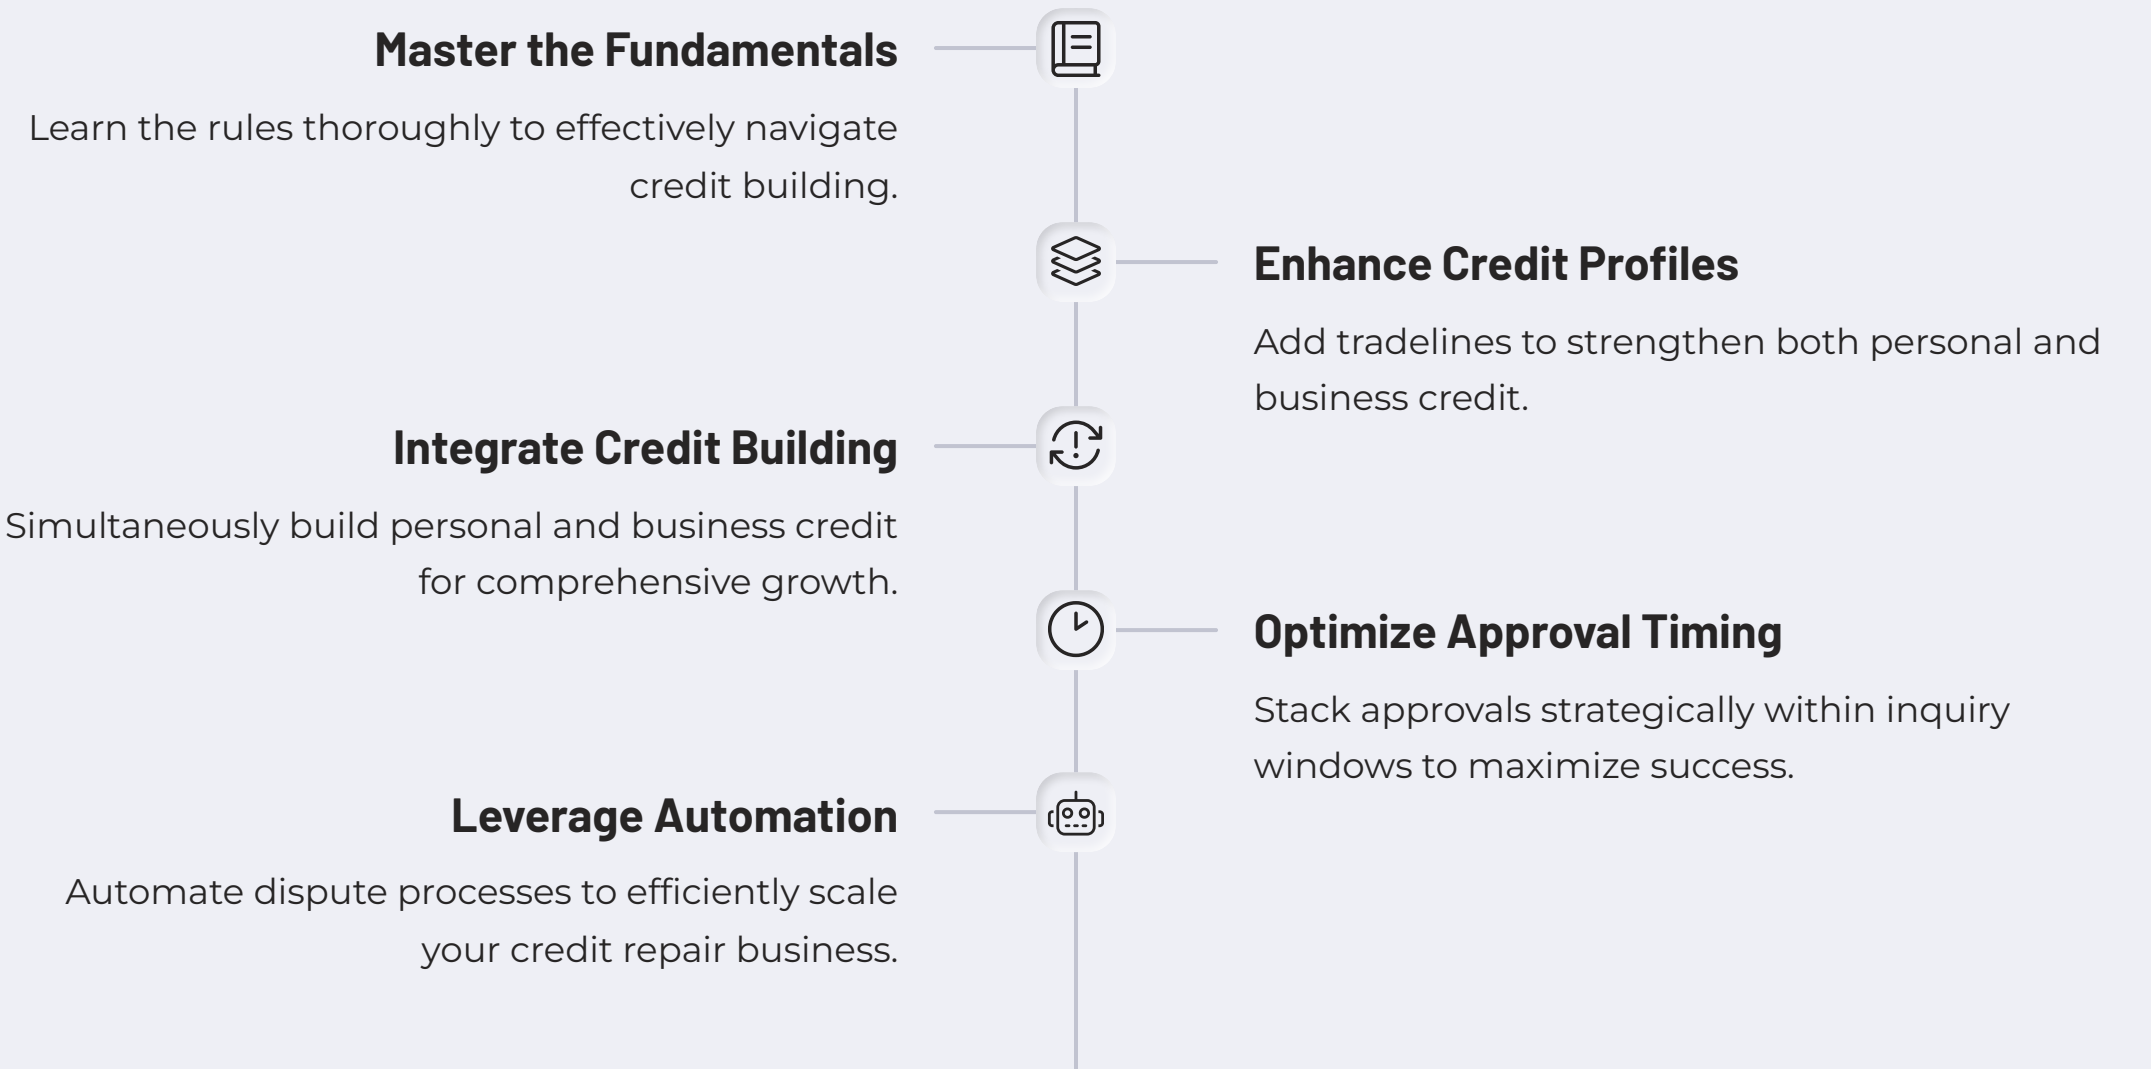 Master the Fundamentals
Learn the rules thoroughly to effectively navigate
credit building.
Enhance Credit Profiles
Add tradelines to strengthen both personal and
business credit.
Integrate Credit Building
Simultaneously build personal and business credit
for comprehensive growth.
Optimize Approval Timing
Stack approvals strategically within inquiry
windows to maximize success.
Leverage Automation
Automate dispute processes to efficiently scale
your credit repair business.